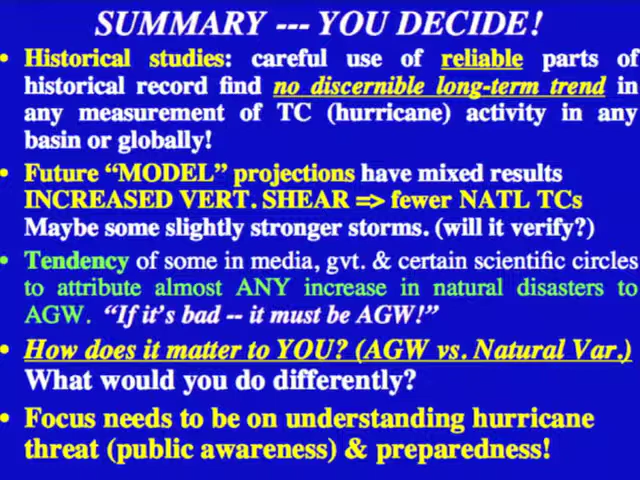 SUMMARY --- YOU DECIDE!
• Historical studies: careful use of reliable parts of
historical record find no discernible long-term trend in
any measurement of TC (hurricane) activity in any
basin or globally!
• Future “MODEL” projections have mixed results
INCREASED VERT. SHEAR => fewer NATL TCs
Maybe some slightly stronger storms. (will it verify?)
• Tendency of some in media, gvt. & certain scientific circles
to attribute almost ANY increase in natural disasters to
AGW. “If it’s bad -- it must be AGW!”
• How does it matter to YOU? (AGW vs. Natural Var.)
What would you do differently?
• Focus needs to be on understanding hurricane
threat (public awareness) & preparedness!